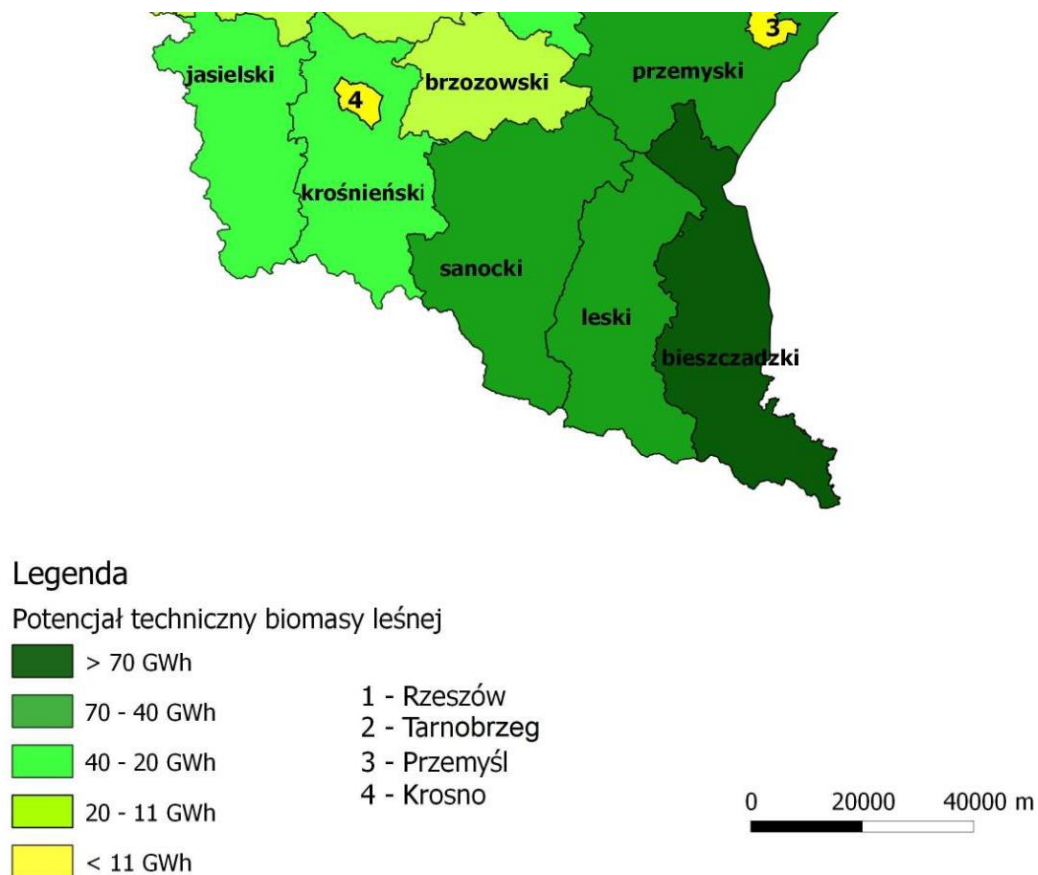 3
jasielski
brzozowski
przemyski
4
krośnieński
sanocki
leski
bieszczadzki
Legenda
Potencjał techniczny biomasy leśnej
> 70 GWh
70 - 40 GWh
40 - 20 GWh
20 - 11 GWh
< 11 GWh
1 - Rzeszów
2 - Tarnobrzeg
3 - Przemyśl
4 - Krosno
0 20000 40000 m